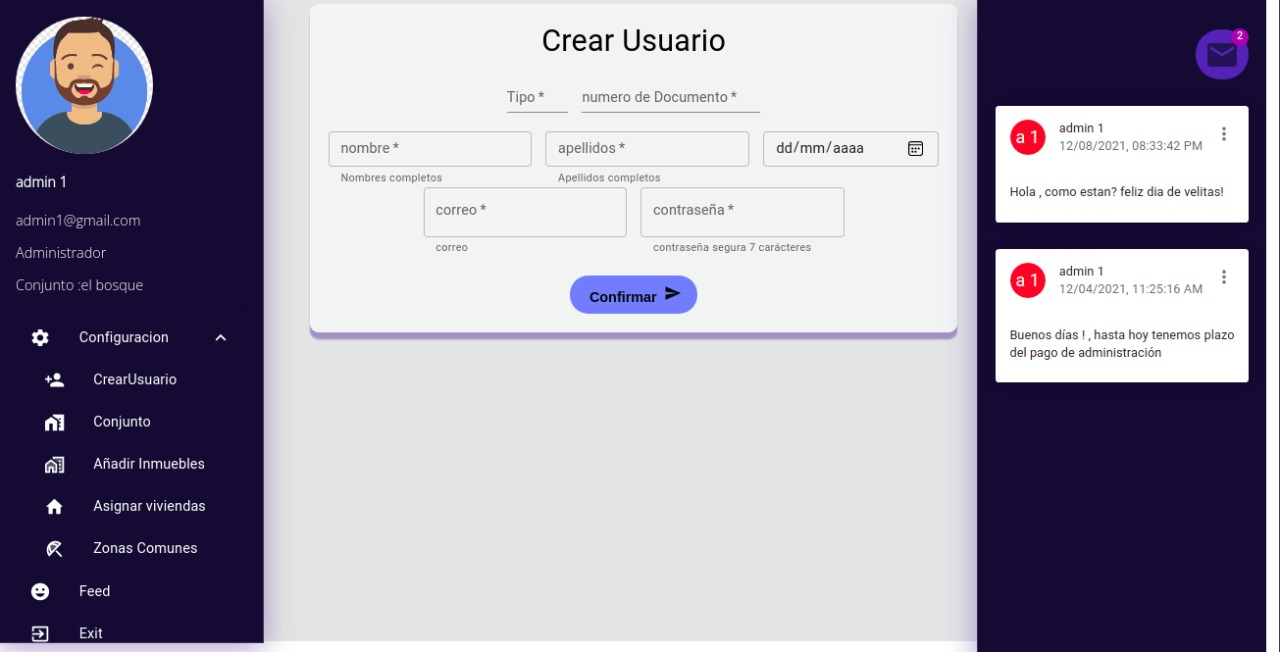 admin 1
admin1@gmail.com
Administrador
Conjunto :el bosque
Configuracion
CrearUsuario
Conjunto
Añadir Inmuebles
Asignar viviendas
Zonas Comunes
Feed
Exit
Crear Usuario
Tipo * numero de Documento *
nombre * apellidos * dd/mm/aaaa
Nombres completos Apellidos completos
correo * contraseña *
correo contraseña segura 7 carácteres
Confirmar
2
a 1 admin 1
12/08/2021, 08:33:42 PM
Hola , como estan? feliz dia de velitas!
a 1 admin 1
12/04/2021, 11:25:16 AM
Buenos días ! , hasta hoy tenemos plazo
del pago de administración